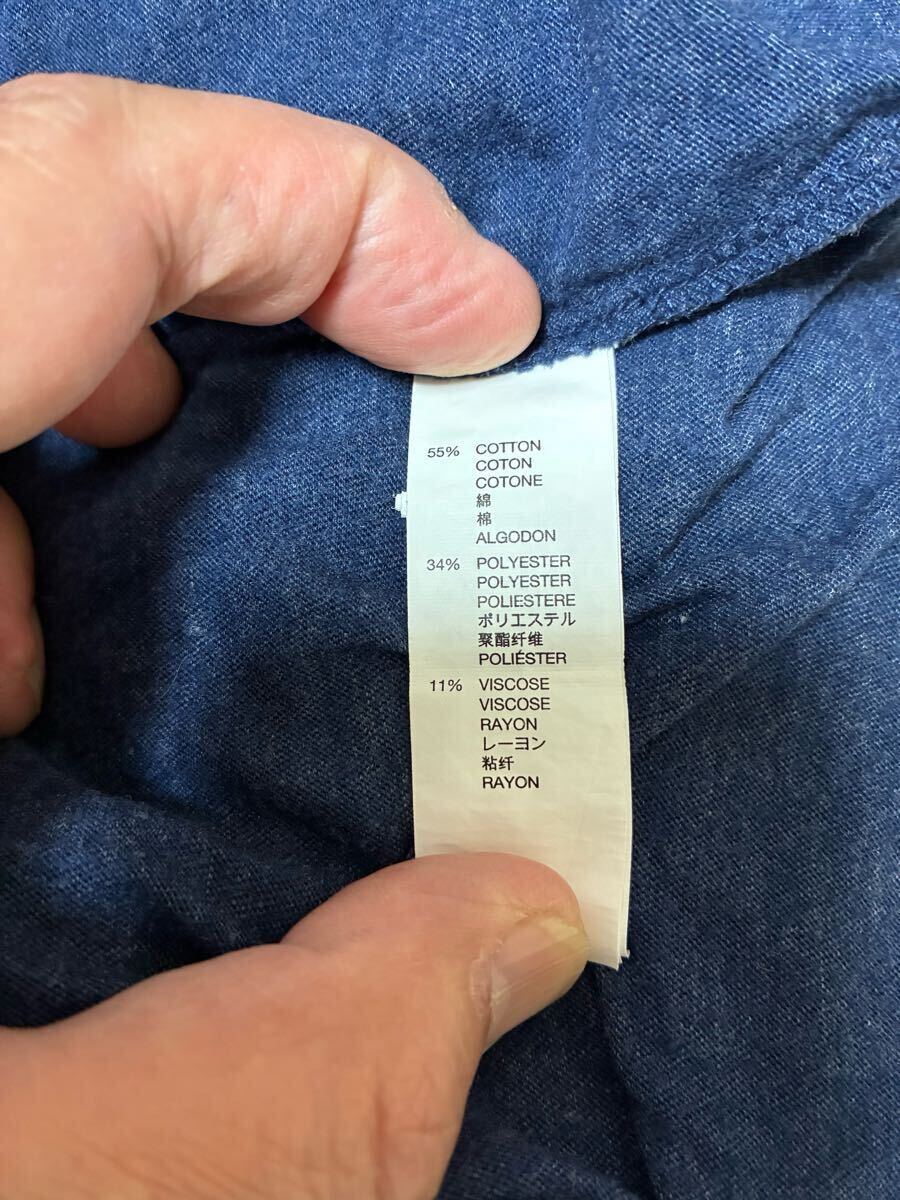 55% COTTON
COTON
COTONE
綿
棉
ALGODON
34% POLYESTER
POLYESTER
POLIESTERE
ポリエステル
聚酯纤维
POLIÉSTER
11% VISCOSE
VISCOSE
RAYON
レーヨン
粘纤
RAYON